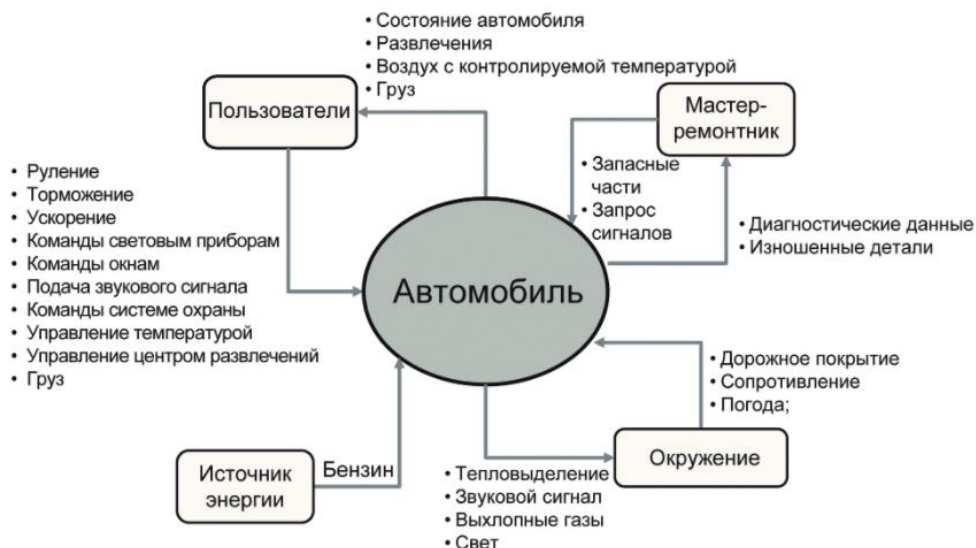 • Состояние автомобиля
• Развлечения
• Воздух с контролируемой температурой
• Груз
Пользователи
Мастер-
ремонтник
• Запасные
части
• Запрос
сигналов
• Диагностические данные
• Изношенные детали
• Руление
• Торможение
• Ускорение
• Команды световым приборам
• Команды окнам
• Подача звукового сигнала
• Команды системе охраны
• Управление температурой
• Управление центром развлечений
• Груз
Автомобиль
• Дорожное покрытие
• Сопротивление
• Погода;
Источник
энергии
Бензин
• Тепловыделение
• Звуковой сигнал
• Выхлопные газы
• Свет
Окружение